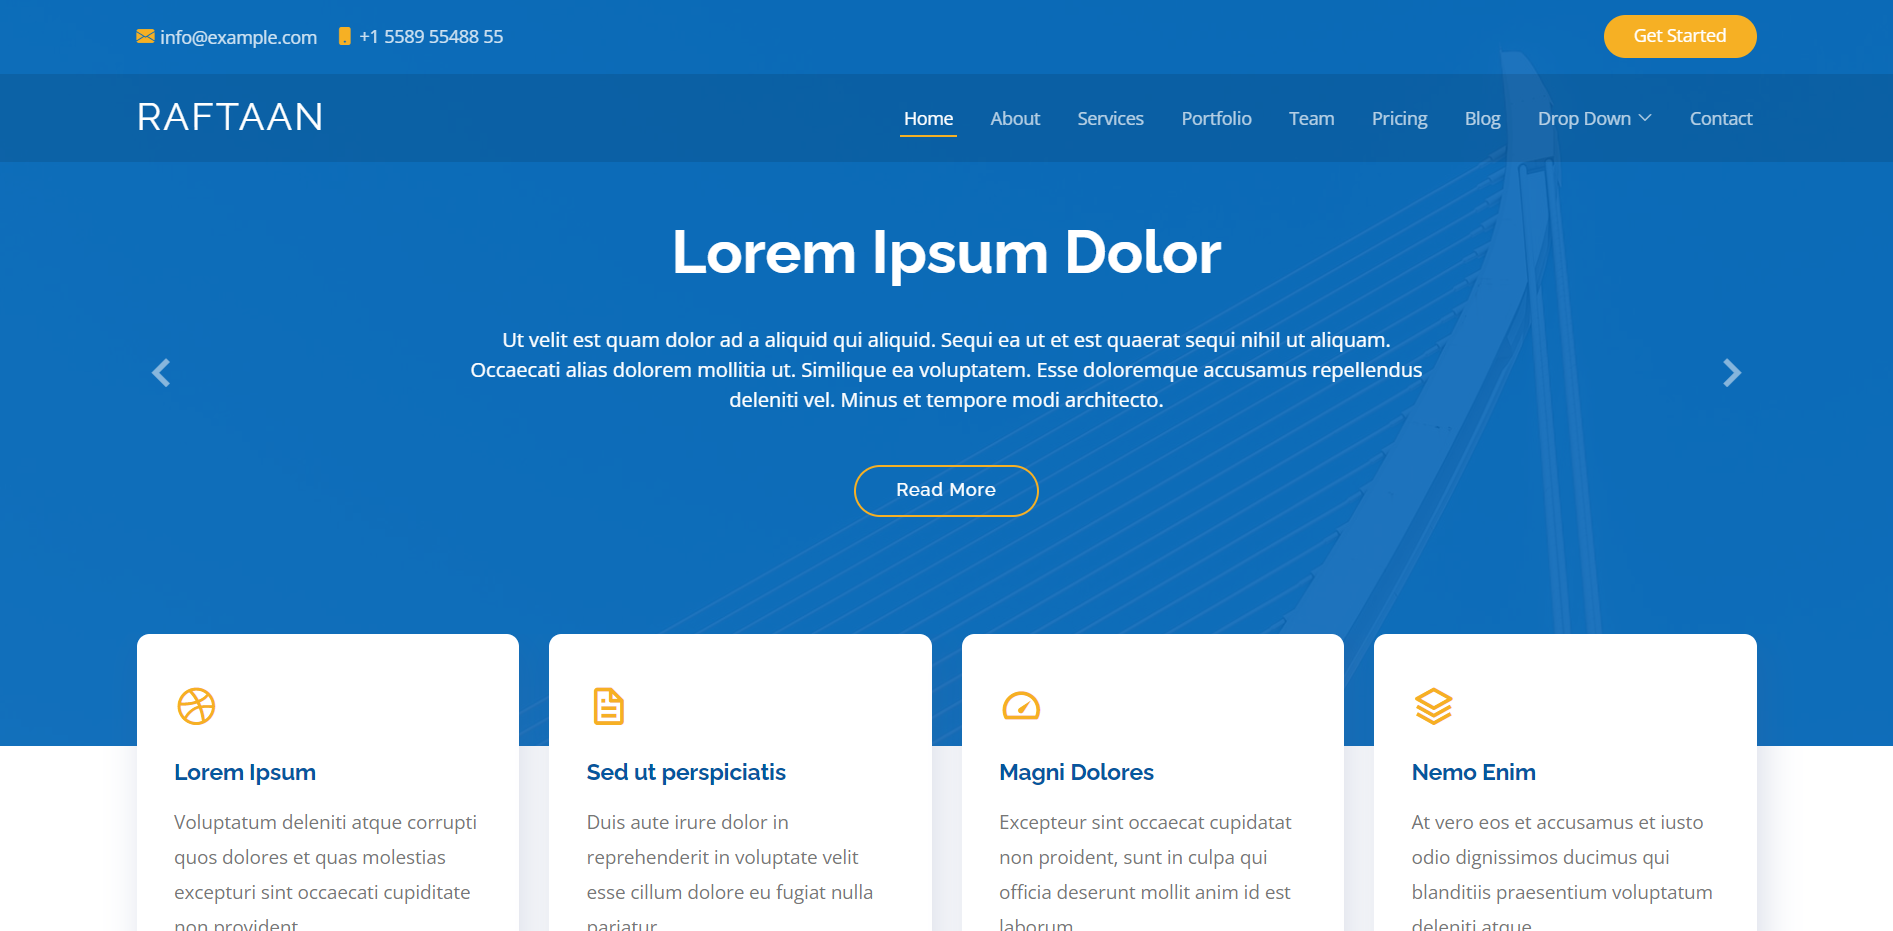 info@example.com +1 5589 55488 55 Get Started
RAFTAAN Home About Services Portfolio Team Pricing Blog Drop Down Contact
Lorem Ipsum Dolor
Ut velit est quam dolor ad a aliquid qui aliquid. Sequi ea ut et est quaerat sequi nihil ut aliquam.
Occaecati alias dolorem mollitia ut. Similique ea voluptatem. Esse doloremque accusamus repellendus
deleniti vel. Minus et tempore modi architecto.
Read More
Lorem Ipsum
Voluptatum deleniti atque corrupti
quos dolores et quas molestias
excepturi sint occaecati cupiditate
non provident
Sed ut perspiciatis
Duis aute irure dolor in
reprehenderit in voluptate velit
esse cillum dolore eu fugiat nulla
pariatur
Magni Dolores
Excepteur sint occaecat cupidatat
non proident, sunt in culpa qui
officia deserunt mollit anim id est
laborum
Nemo Enim
At vero eos et accusamus et iusto
odio dignissimos ducimus qui
blanditiis praesentium voluptatum
deleniti atque